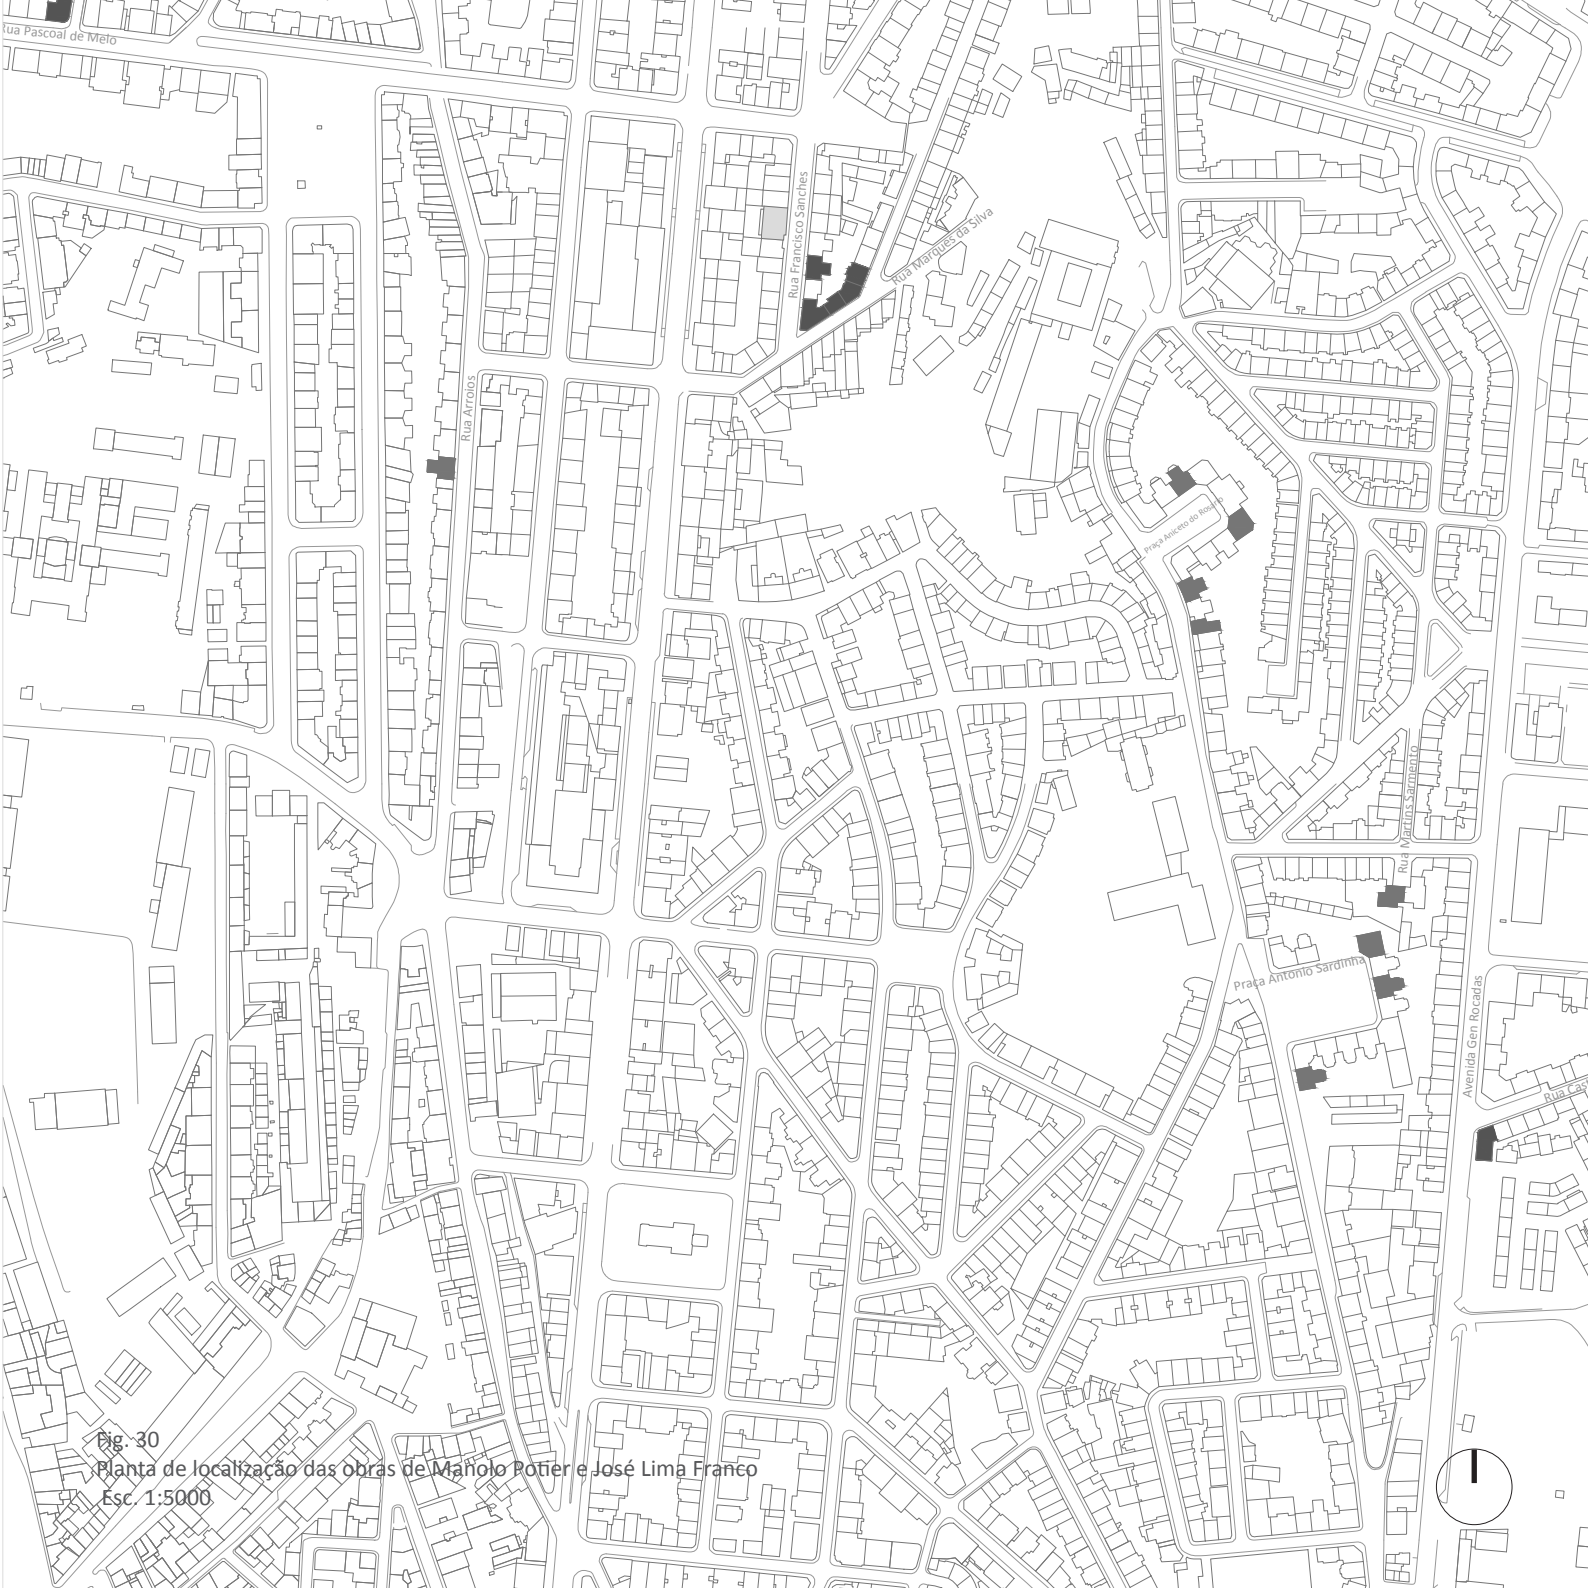 Rua Pascoal de Melo
Rua Francisco Sanches
Rua Marques da Silva
Rua Arroios
Praça Aniceto do Rosário
Rua Martins Sarmento
Praça António Sardinha
Avenida Gen Rocadas
Rua Cas
Fig. 30
Planta de localização das obras de Manolo Potier e José Lima Franco
Esc. 1:5000